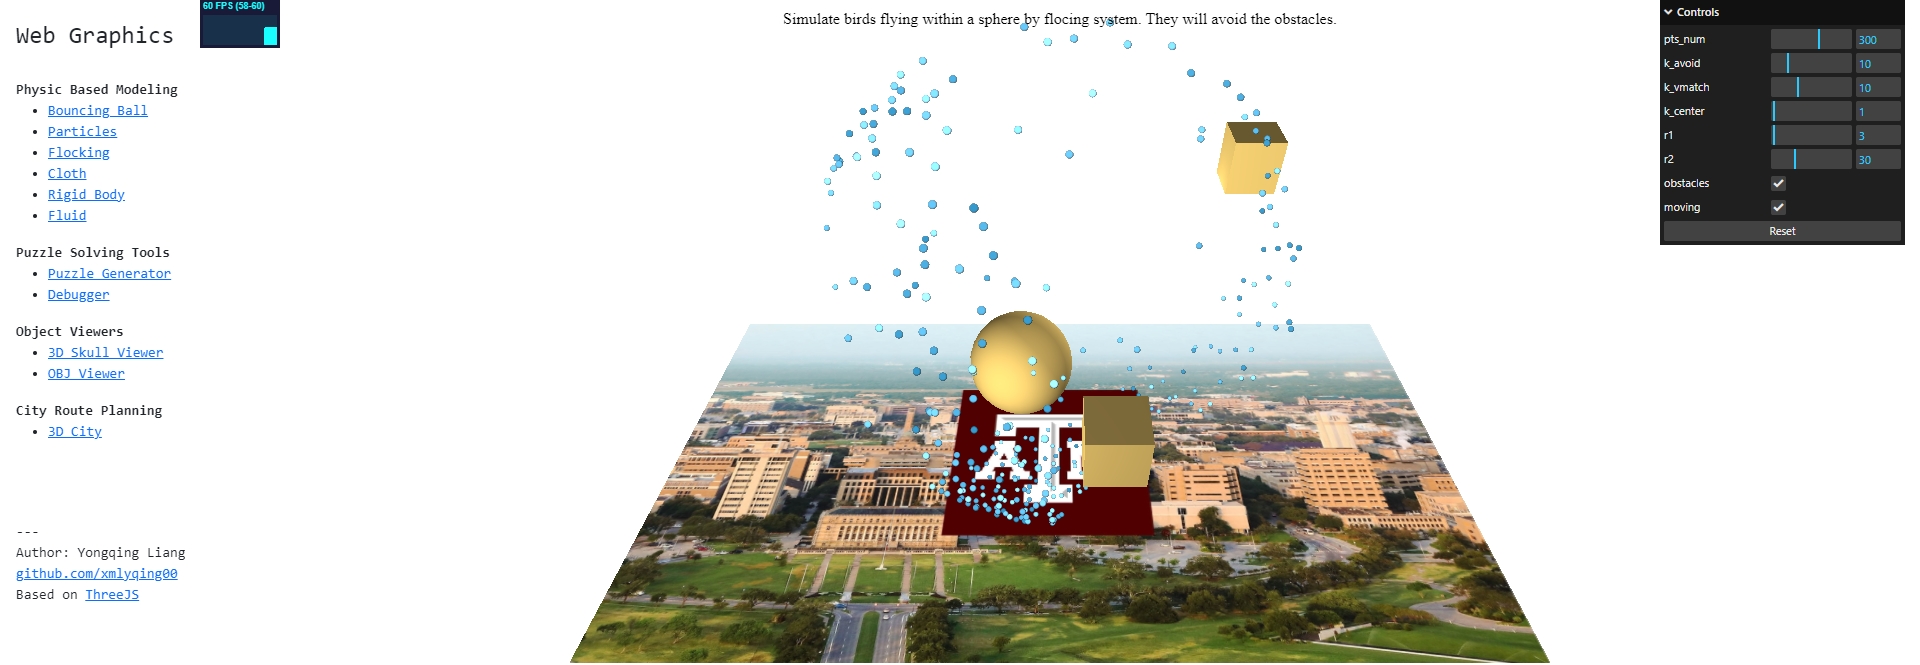 60 FPS (58-60)
Web Graphics
Physic Based Modeling
Bouncing Ball
Particles
Flocking
Cloth
Rigid Body
Fluid
Puzzle Solving Tools
Puzzle Generator
Debugger
Object Viewers
3D Skull Viewer
OBJ Viewer
City Route Planning
3D City
---
Author: Yongqing Liang
github.com/xmlyqing00
Based on ThreeJS
Simulate birds flying within a sphere by flocing system. They will avoid the obstacles.
ATM
Controls
pts_num 300
k_avoid 10
k_vmatch 10
k_center 1
r1 3
r2 30
obstacles
moving
Reset